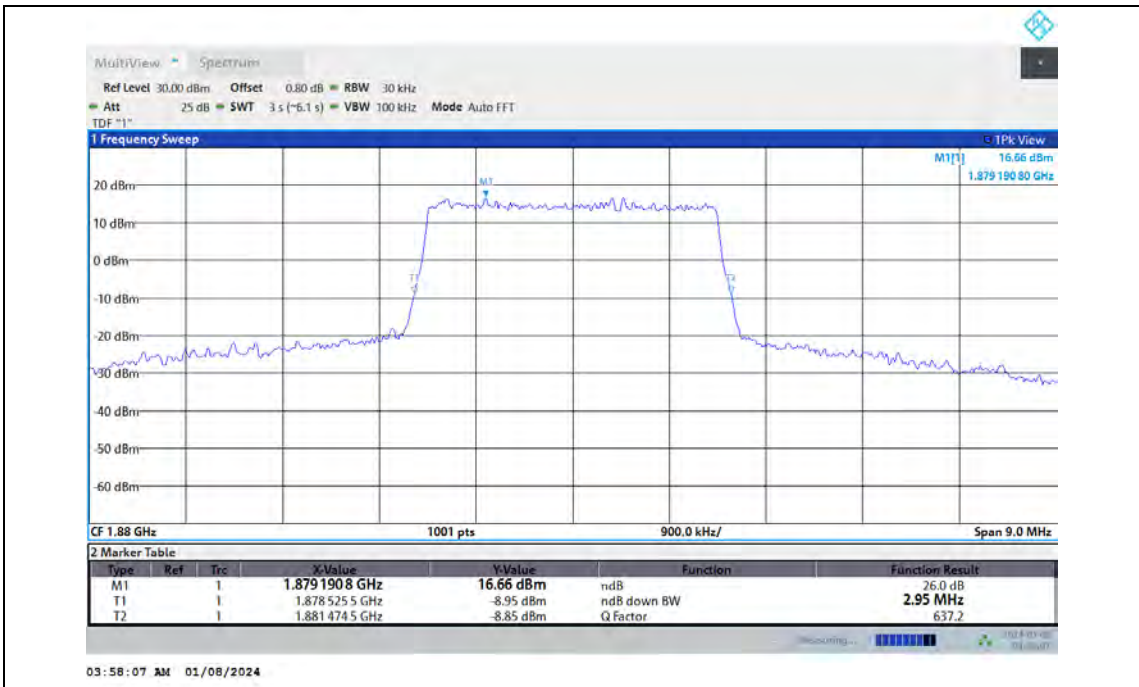 MultiView Spectrum
Ref Level 30.00 dBm Offset 0.80 dB RBW 30 kHz
Att 25 dB SWT 3 s (~6.1 s) VBW 100 kHz Mode Auto FFT
TDF "1"
1 Frequency Sweep 1Pk View
M1[1] 16.66 dBm
1.879 190 80 GHz
M1
20 dBm
10 dBm
0 dBm
T1 T2
-10 dBm
-20 dBm
-30 dBm
-40 dBm
-50 dBm
-60 dBm
CF 1.88 GHz 1001 pts 900.0 kHz/ Span 9.0 MHz
2 Marker Table
Type Ref Trc X-Value Y-Value Function Function Result
M1 1 1.879 190 8 GHz 16.66 dBm ndB 26.0 dB
T1 1 1.878 525 5 GHz -8.95 dBm ndB down BW 2.95 MHz
T2 1 1.881 474 5 GHz -8.85 dBm Q Factor 637.2
Measuring...
03:58:07 AM 01/08/2024